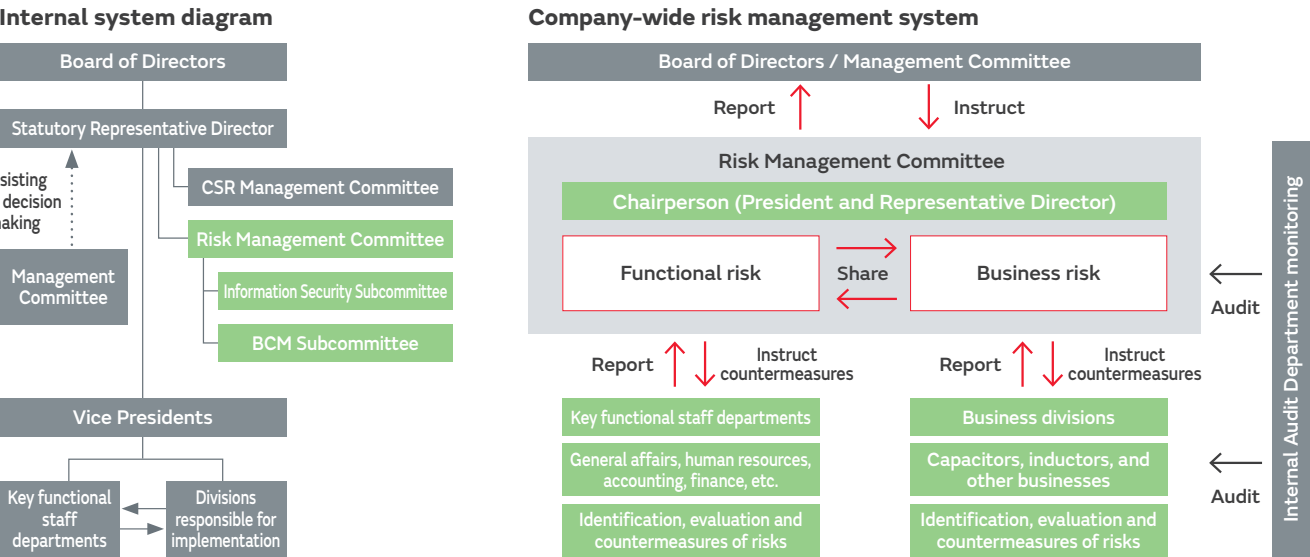 Internal system diagram
Board of Directors
Statutory Representative Director
decision
CSR Management Committee
Risk Management Committee
Information Security Subcommittee
BCM Subcommittee
Management
Committee
Vice Presidents
Key functional
staff
departments
Divisions
responsible for
implementation
Company-wide risk management system
Board of Directors / Management Committee
Report
Instruct
Risk Management Committee
Chairperson (President and Representative Director)
Functional risk
Share
Business risk
Report
Instruct
countermeasures
Report
Instruct
countermeasures
Key functional staff departments
General affairs, human resources,
accounting, finance, etc.
Identification, evaluation and
countermeasures of risks
Business divisions
Capacitors, inductors, and
other businesses
Identification, evaluation and
countermeasures of risks
Audit
Audit
Internal Audit Department monitoring